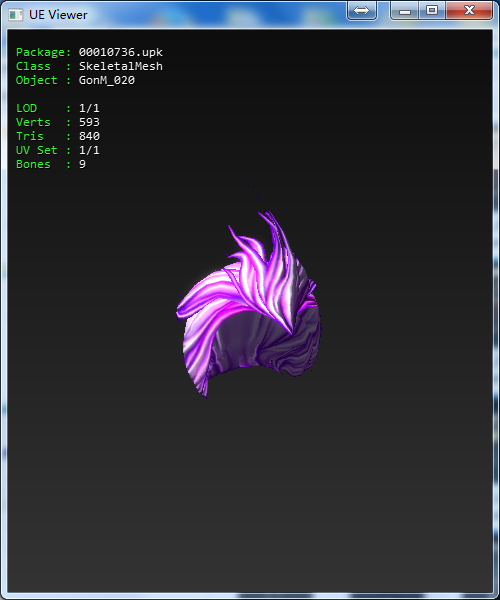 UE Viewer
Package: 00010736.upk
Class  : SkeletalMesh
Object : GonM_020
LOD    : 1/1
Verts  : 593
Tris   : 840
UV Set : 1/1
Bones  : 9